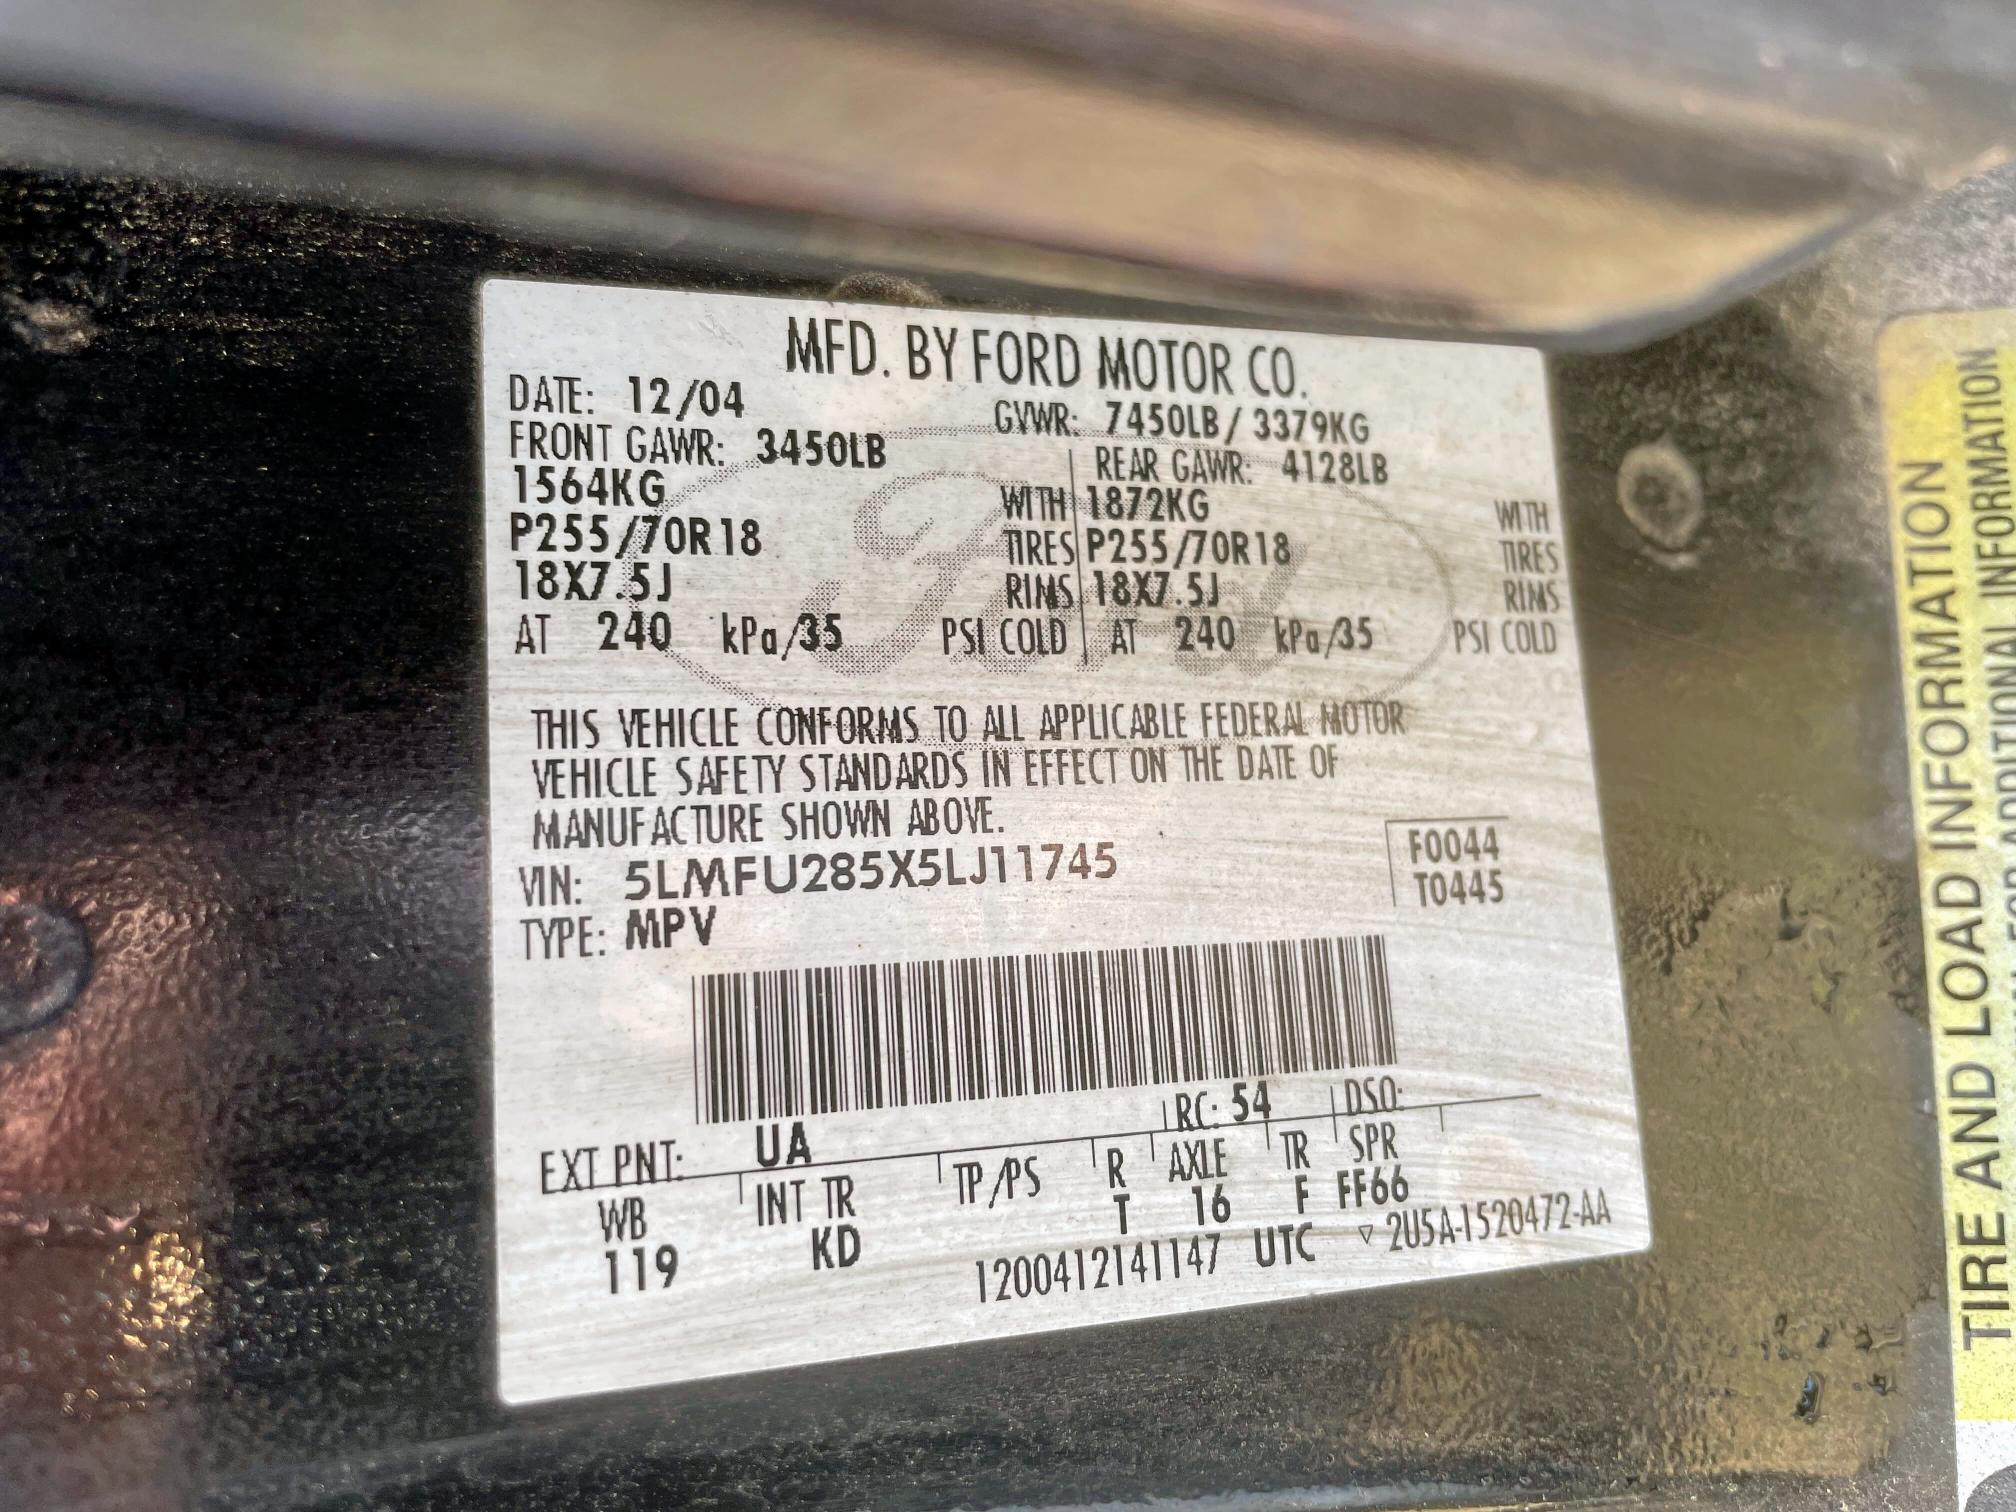 MFD. BY FORD MOTOR CO.
DATE: 12/04 GVWR: 7450LB / 3379KG
FRONT GAWR: 3450LB REAR GAWR: 4128LB
1564KG WITH 1872KG WITH
P255/70R18 TIRES P255/70R18 TIRES
18X7.5J RIMS 18X7.5J RIMS
AT 240 kPa/35 PSI COLD AT 240 kPa/35 PSI COLD
THIS VEHICLE CONFORMS TO ALL APPLICABLE FEDERAL MOTOR
VEHICLE SAFETY STANDARDS IN EFFECT ON THE DATE OF
MANUFACTURE SHOWN ABOVE.
VIN: 5LMFU285X5LJ11745 F0044
TYPE: MPV T0445
EXT PNT: UA RC: 54 DSO:
WB INT TR TP/PS R AXLE TR SPR
119 KD T 16 F FF66
1200412141147 UTC ▽ 2U5A-1520472-AA
Ford
TIRE AND LOAD INFORMATION
FOR ADDITIONAL INFORMATION